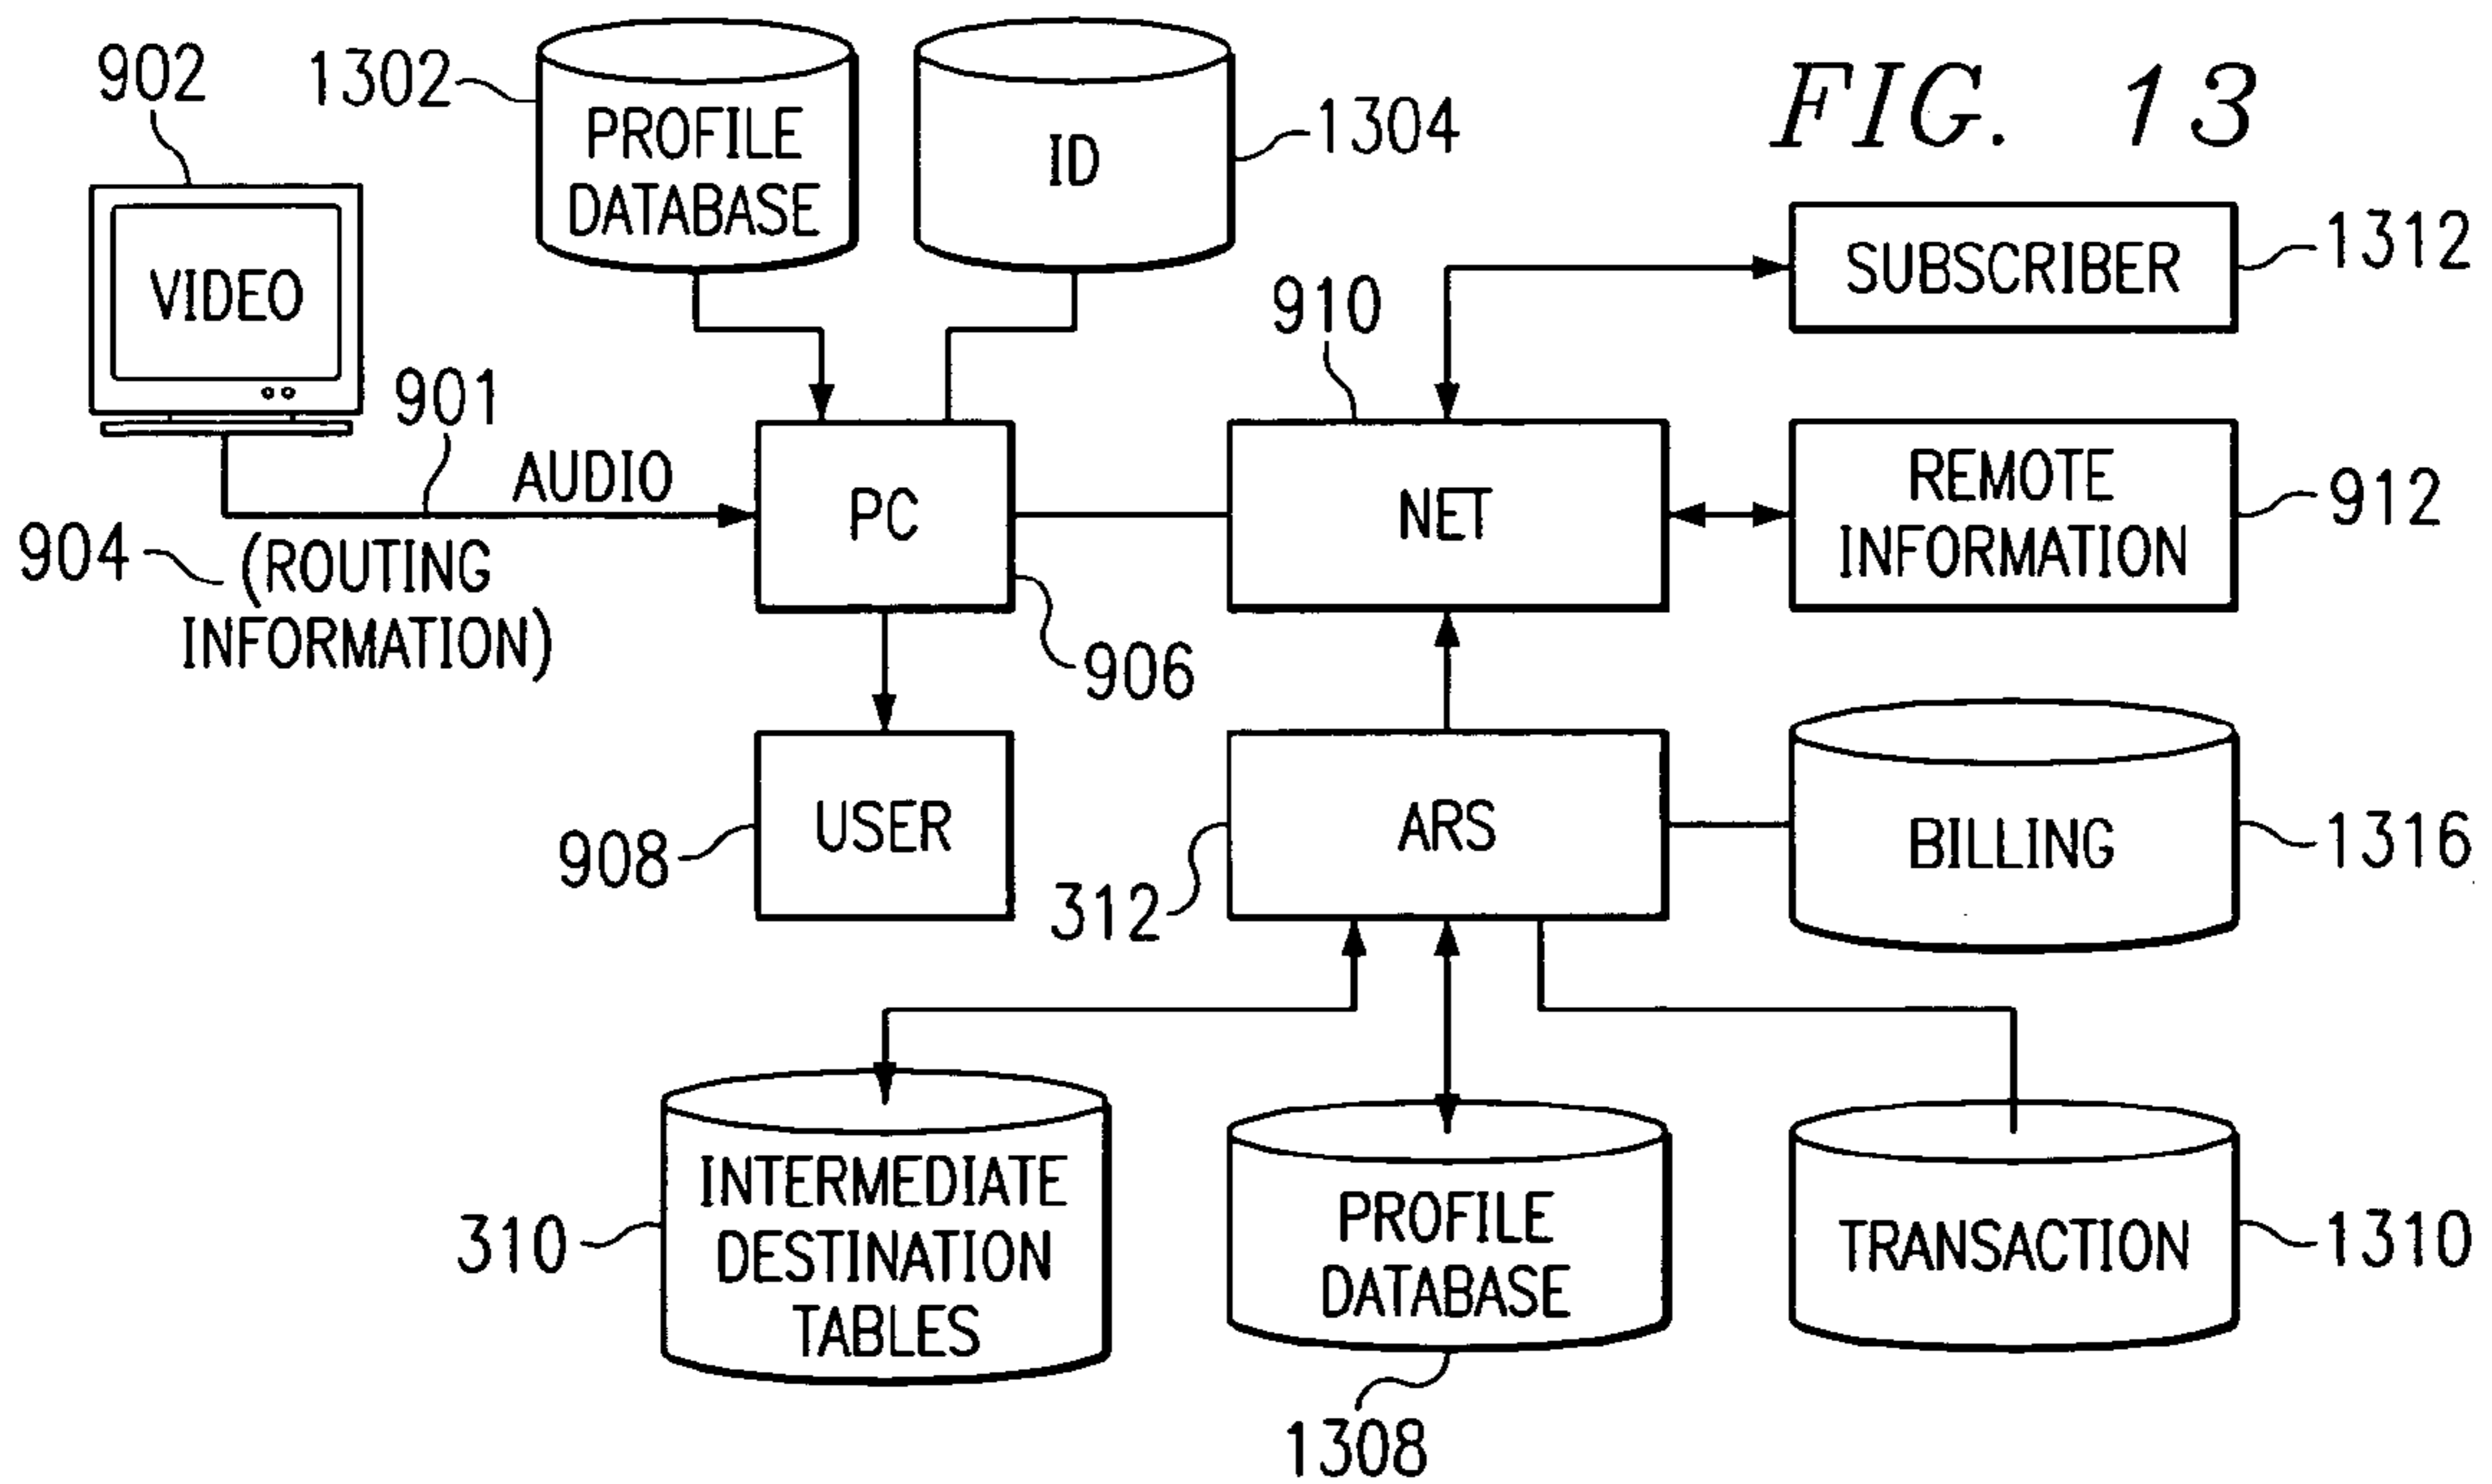 FIG. 13
902
1302
PROFILE
DATABASE
ID
1304
VIDEO
SUBSCRIBER
1312
910
901
AUDIO
904
(ROUTING
INFORMATION)
PC
906
NET
REMOTE
INFORMATION
912
USER
908
ARS
312
BILLING
1316
INTERMEDIATE
DESTINATION
TABLES
310
PROFILE
DATABASE
1308
TRANSACTION
1310